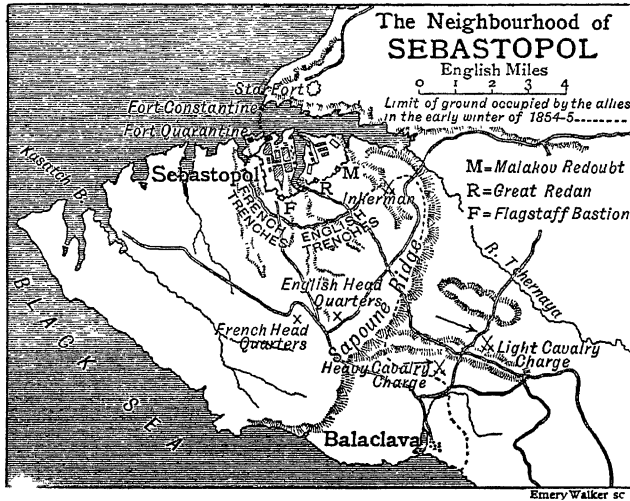 The Neighbourhood of
SEBASTOPOL
English Miles
0 1 2 3 4
Limit of ground occupied by the allies
in the early winter of 1854-5
M=Malakov Redoubt
R=Great Redan
F=Flagstaff Bastion
Star Fort
Fort Constantine
Fort Quarantine
Kasatch B.
Sebastopol
M
R
F
Inkerman
FRENCH
TRENCHES
ENGLISH
TRENCHES
R. Tchernaya
English Head
Quarters
Sapoune Ridge
French Head
Quarters
Light Cavalry
Charge
Heavy Cavalry
Charge
BLACK SEA
Balaclava
Emery Walker sc